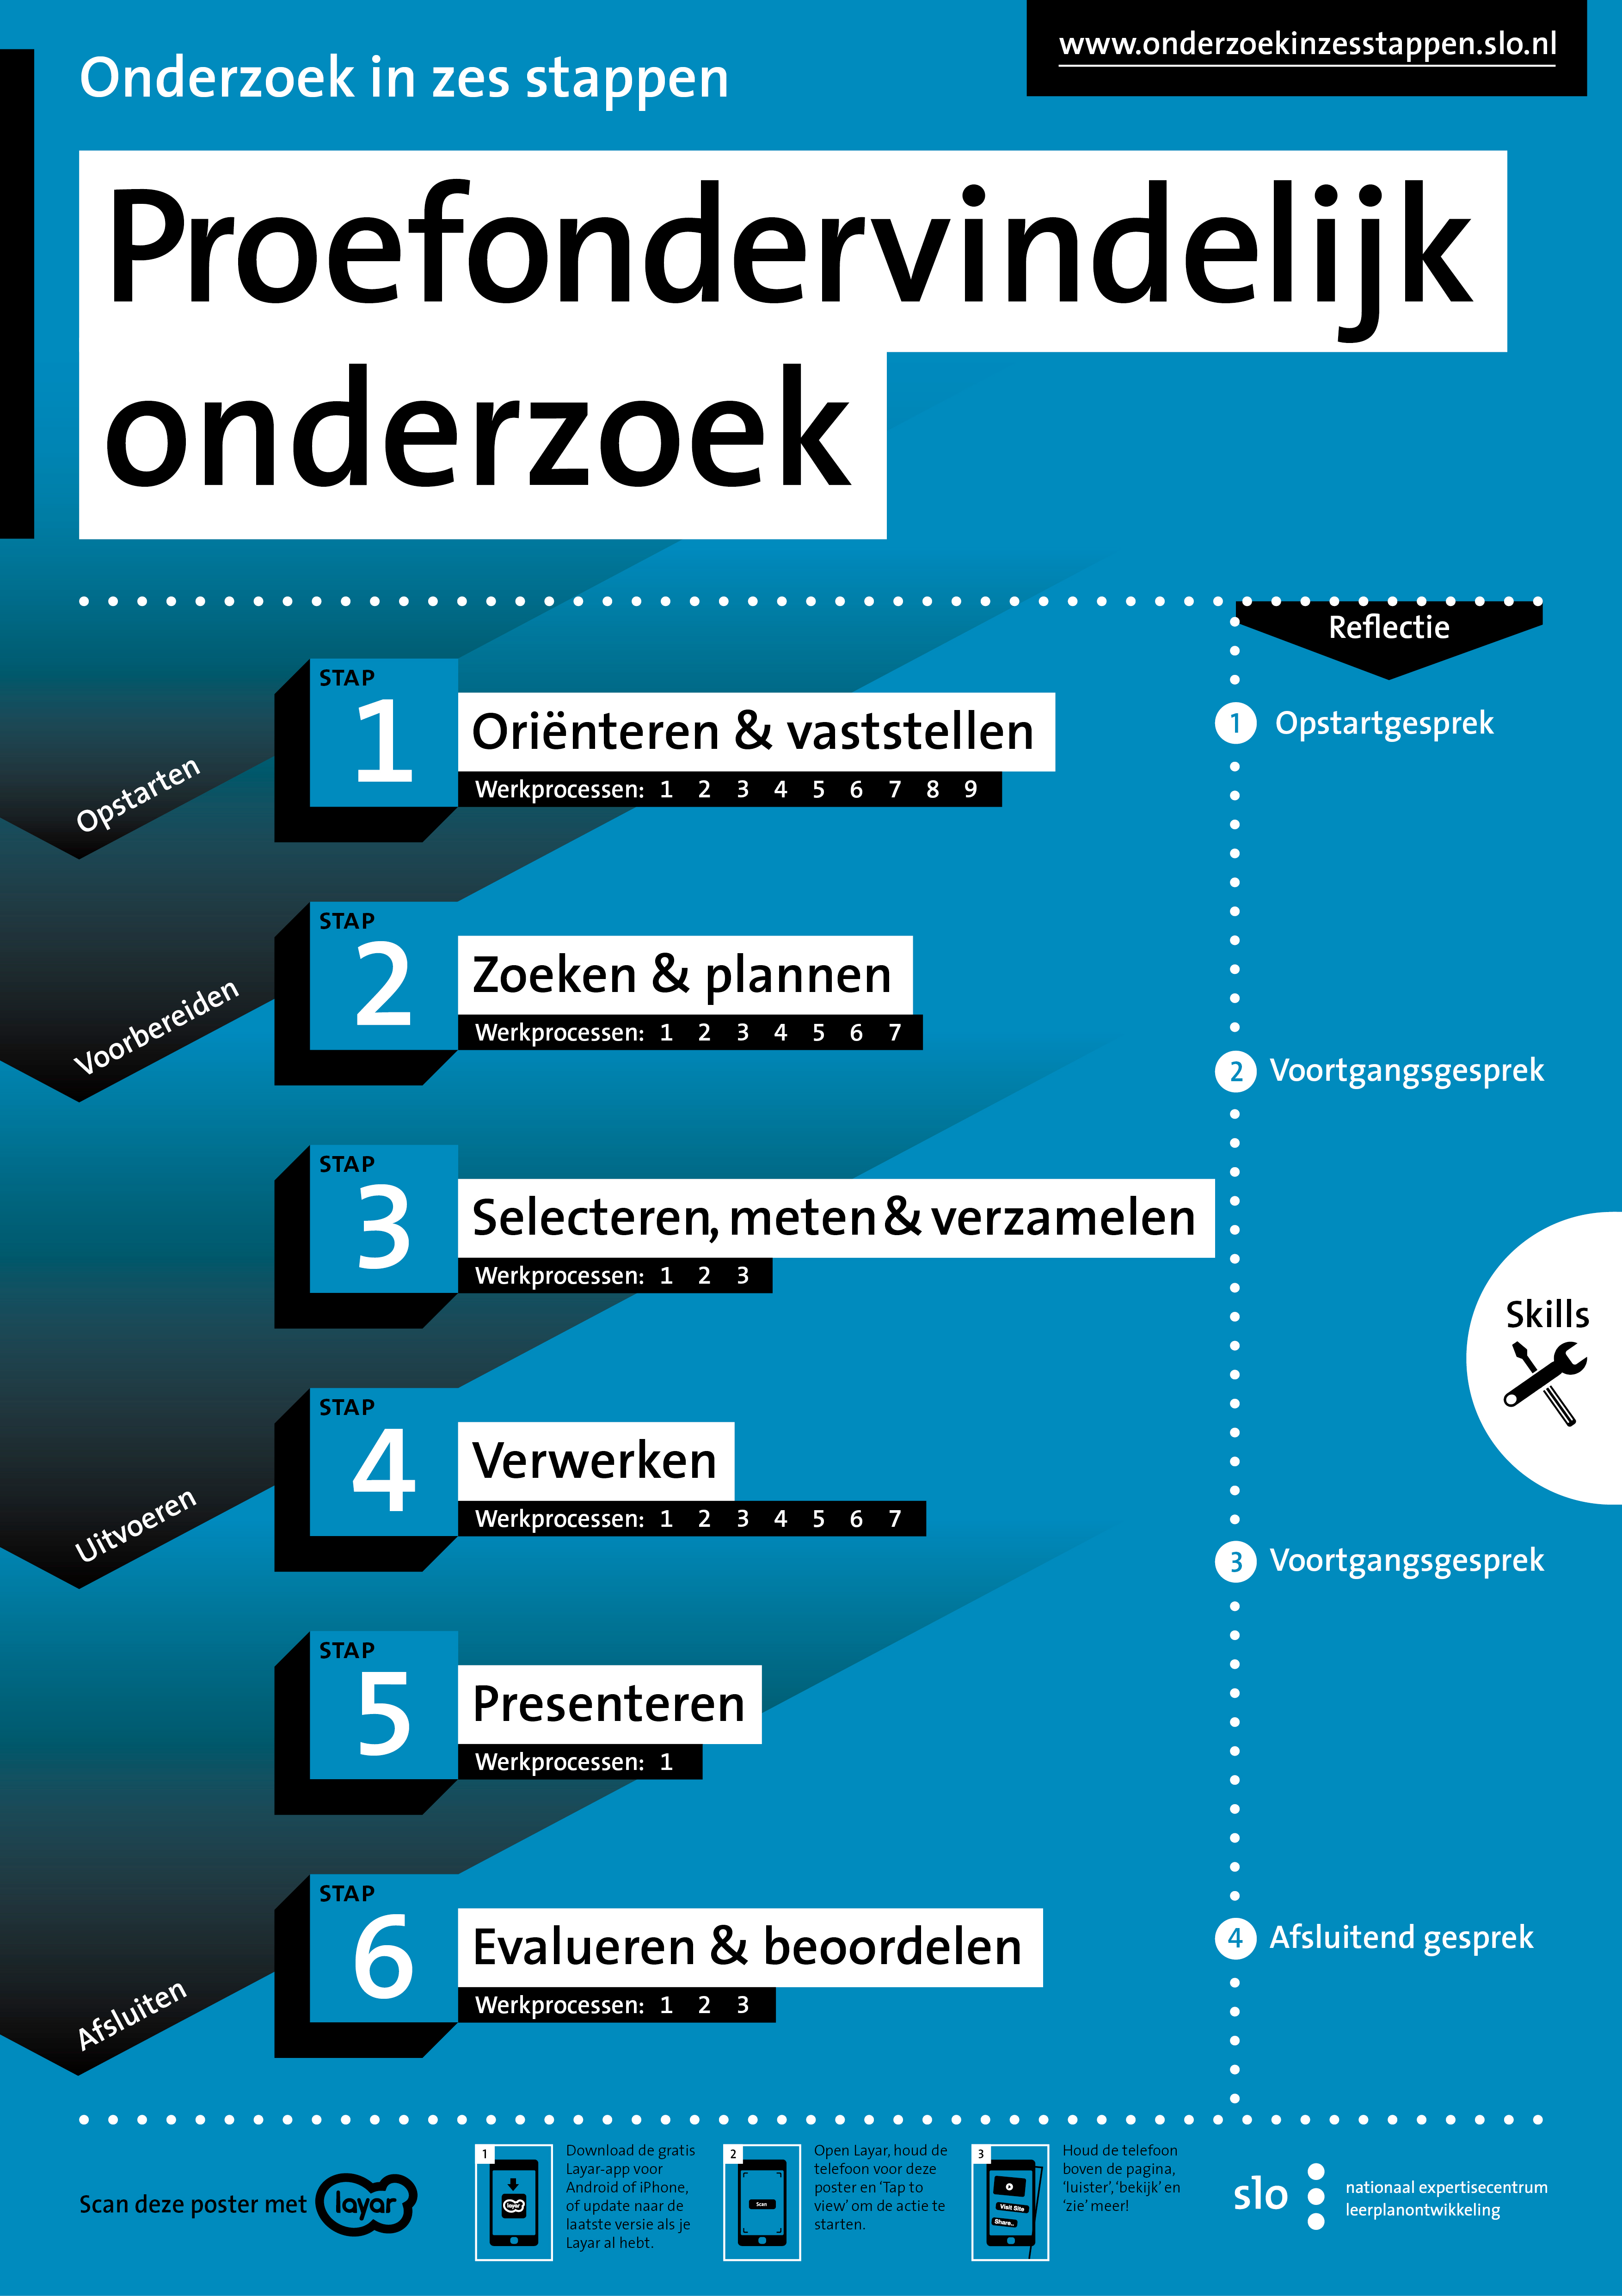 www.onderzoekinzesstappen.slo.nl
Onderzoek in zes stappen
Proefondervindelijk
onderzoek
Reflectie
Opstarten
STAP
1
Oriënteren & vaststellen
Werkprocessen: 1 2 3 4 5 6 7 8 9
1 Opstartgesprek
Voorbereiden
STAP
2
Zoeken & plannen
Werkprocessen: 1 2 3 4 5 6 7
2 Voortgangsgesprek
STAP
3
Selecteren, meten & verzamelen
Werkprocessen: 1 2 3
Skills
Uitvoeren
STAP
4
Verwerken
Werkprocessen: 1 2 3 4 5 6 7
3 Voortgangsgesprek
STAP
5
Presenteren
Werkprocessen: 1
Afsluiten
STAP
6
Evalueren & beoordelen
Werkprocessen: 1 2 3
4 Afsluitend gesprek
Scan deze poster met layar
1
layar
Download de gratis
Layar-app voor
Android of iPhone,
of update naar de
laatste versie als je
Layar al hebt.
2
Scan
Open Layar, houd de
telefoon voor deze
poster en ‘Tap to
view’ om de actie te
starten.
3
Visit Site
Share..
Houd de telefoon
boven de pagina,
‘luister’, ‘bekijk’ en
‘zie’ meer!
slo
nationaal expertisecentrum
leerplanontwikkeling